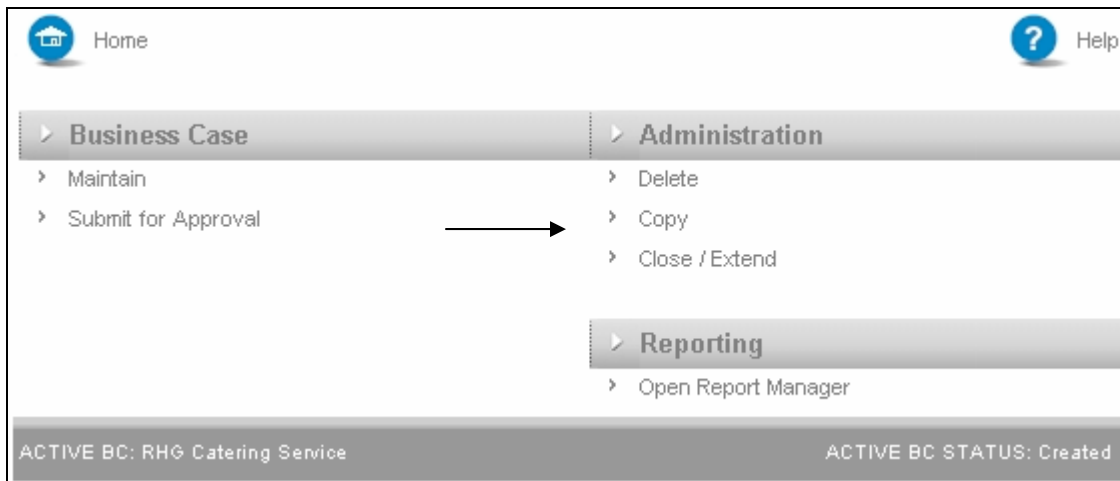 Home
Help
Business Case
Maintain
Submit for Approval
Administration
Delete
Copy
Close / Extend
Reporting
Open Report Manager
ACTIVE BC: RHG Catering Service
ACTIVE BC STATUS: Created